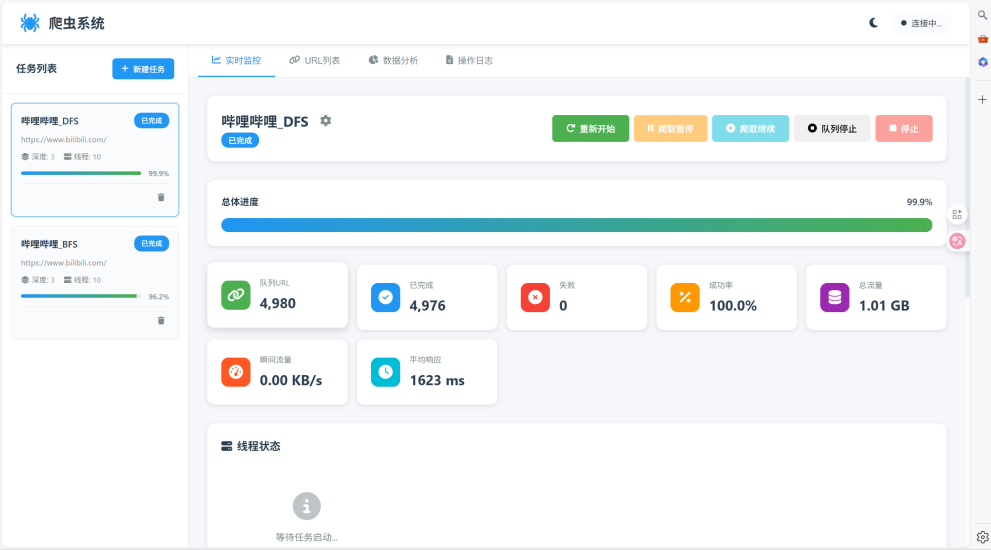 爬虫系统
连接中...
任务列表
+ 新建任务
实时监控
URL列表
数据分析
操作日志
哔哩哔哩_DFS
已完成
https://www.bilibili.com/
深度: 3
线程: 10
99.9%
哔哩哔哩_BFS
已完成
https://www.bilibili.com/
深度: 3
线程: 10
96.2%
哔哩哔哩_DFS
已完成
重新开始
爬取暂停
爬取继续
队列停止
停止
总体进度
99.9%
队列URL
4,980
已完成
4,976
失败
0
成功率
100.0%
总流量
1.01 GB
瞬间流量
0.00 KB/s
平均响应
1623 ms
线程状态
等待任务启动...